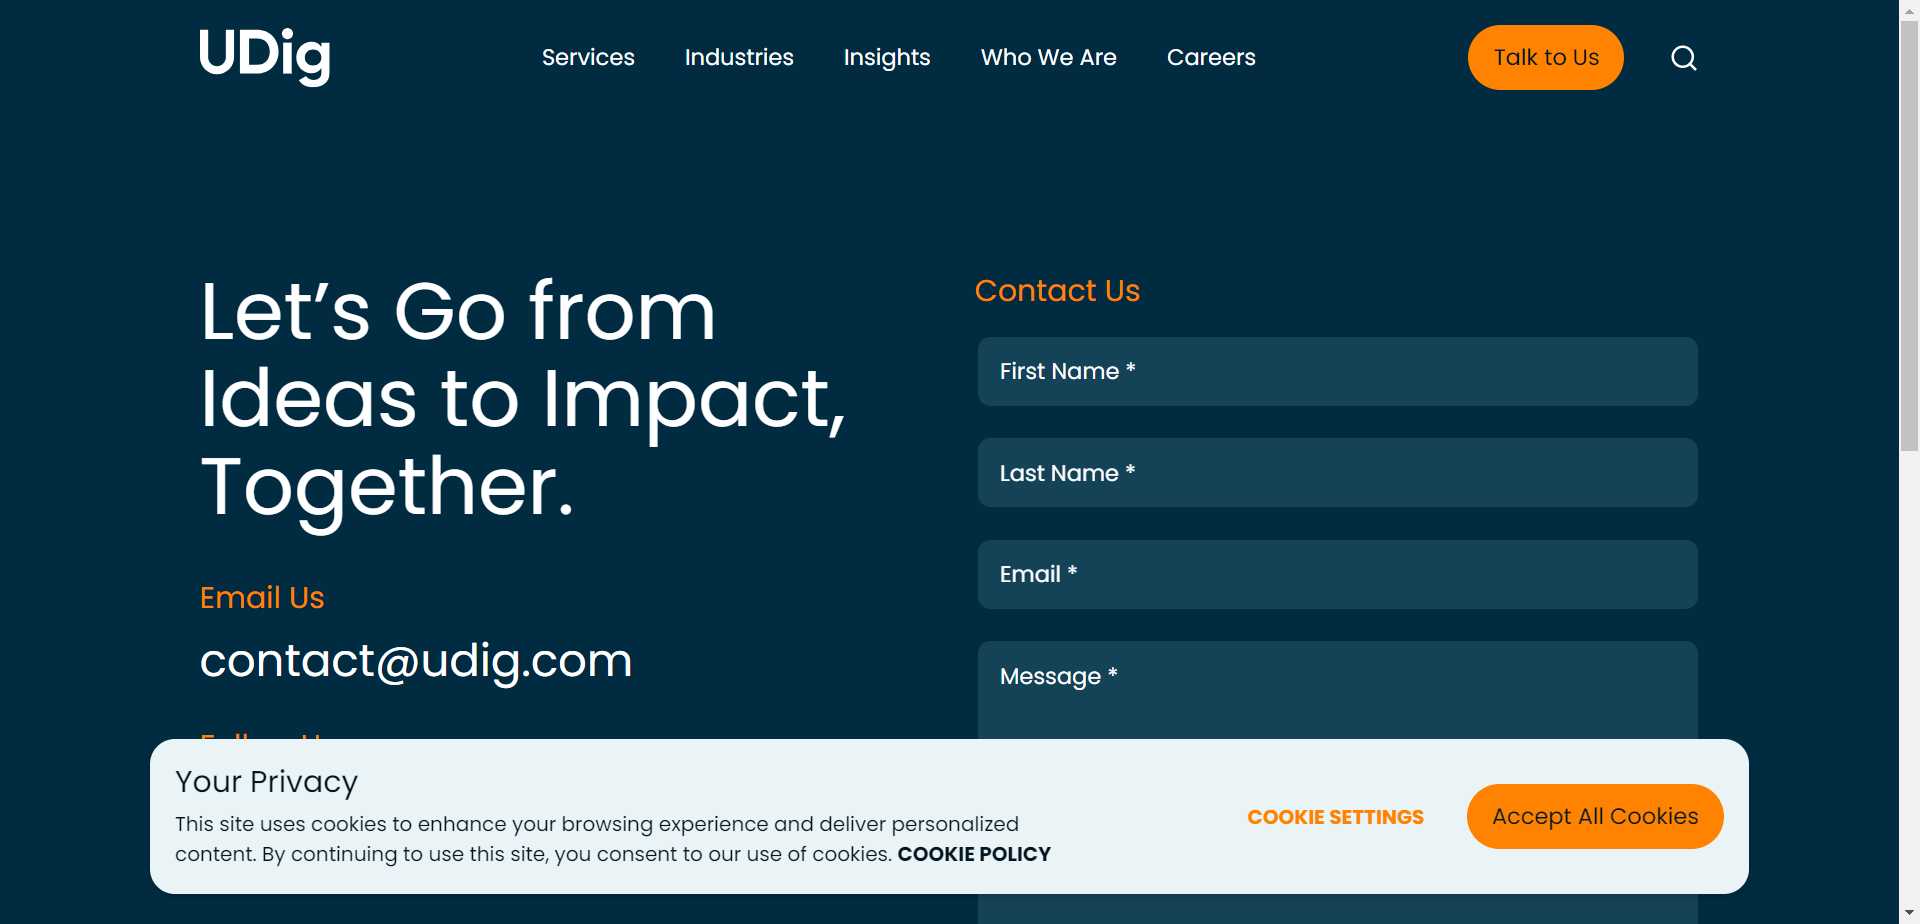 UDig
Services
Industries
Insights
Who We Are
Careers
Talk to Us
Let’s Go from
Ideas to Impact,
Together.
Email Us
contact@udig.com
Contact Us
First Name *
Last Name *
Email *
Message *
Your Privacy
This site uses cookies to enhance your browsing experience and deliver personalized
content. By continuing to use this site, you consent to our use of cookies. COOKIE POLICY
COOKIE SETTINGS
Accept All Cookies